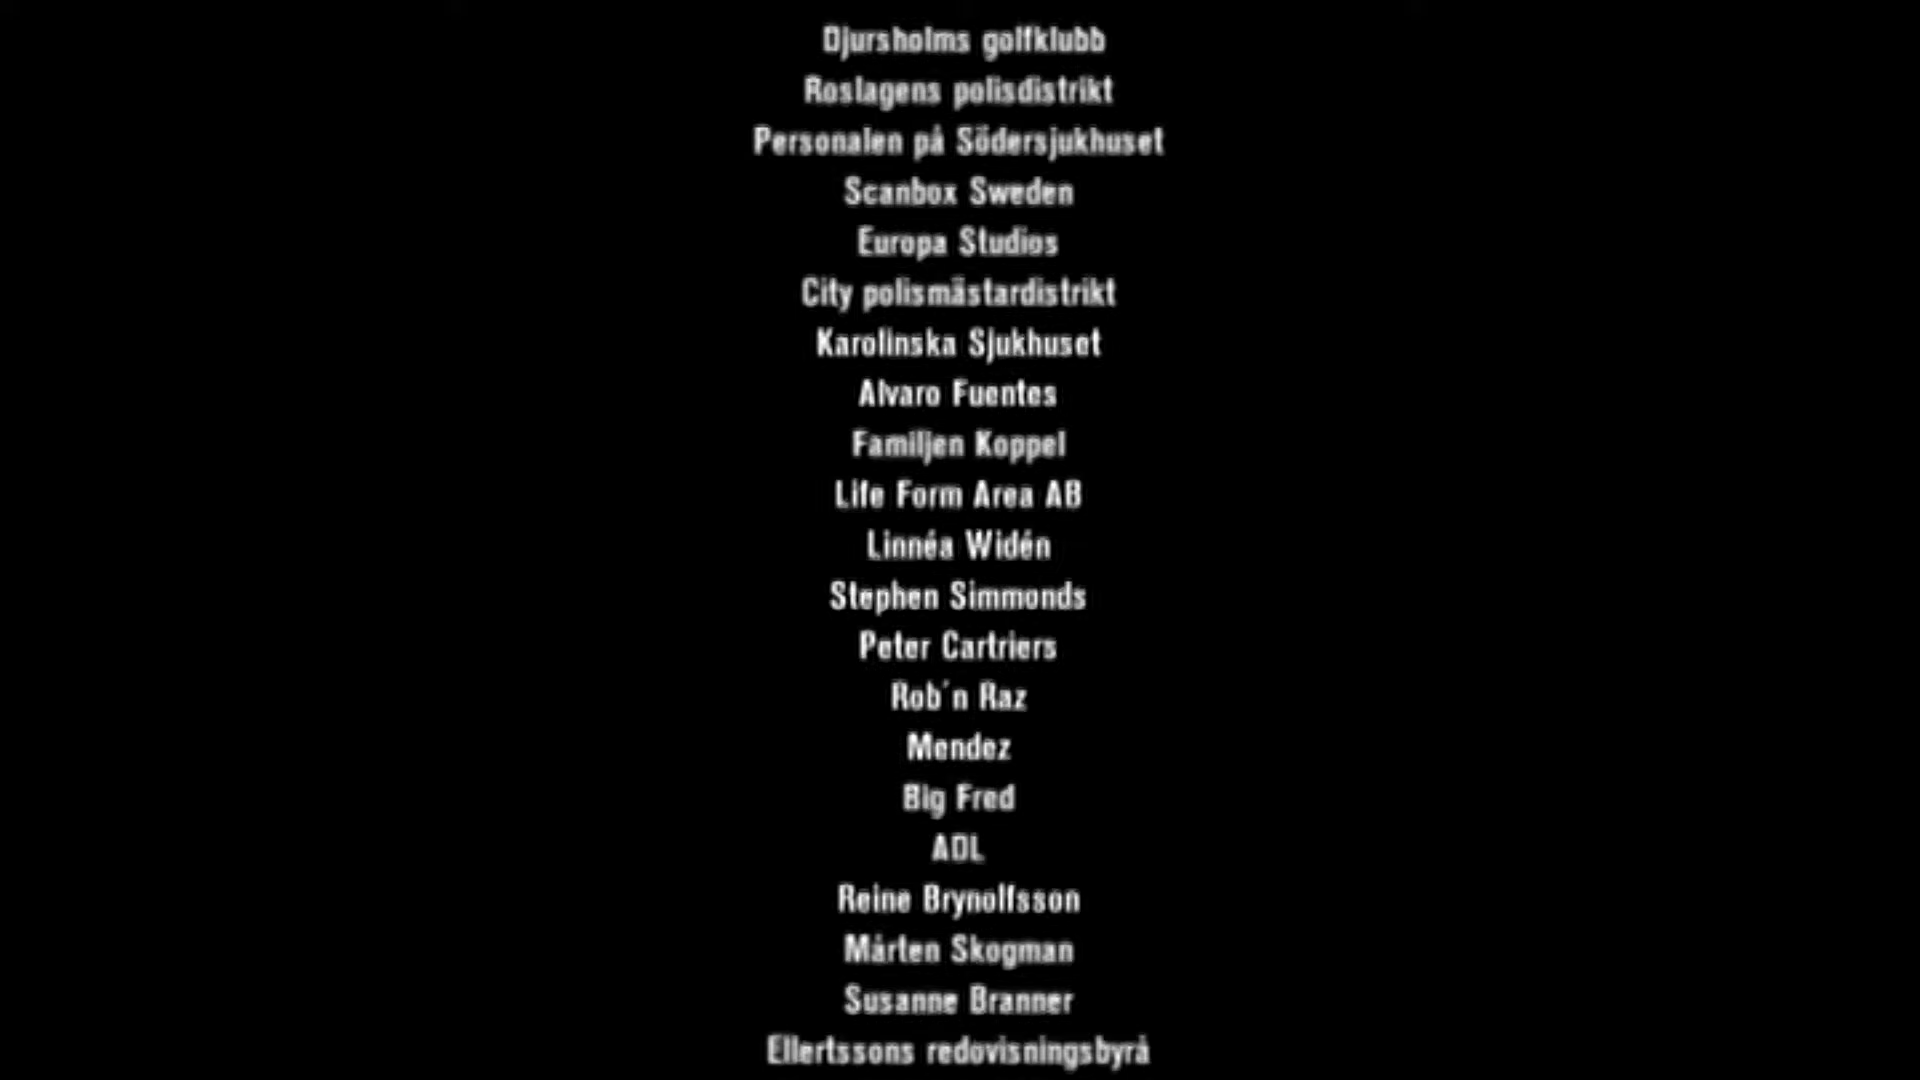 Djursholms golfklubb
Roslagens polisdistrikt
Personalen på Södersjukhuset
Scanbox Sweden
Europa Studios
City polismästardistrikt
Karolinska Sjukhuset
Alvaro Fuentes
Familjen Koppel
Life Form Area AB
Linnéa Widén
Stephen Simmonds
Peter Cartriers
Rob´n Raz
Mendez
Big Fred
ADL
Reine Brynolfsson
Mårten Skogman
Susanne Branner
Ellertssons redovisningsbyrå